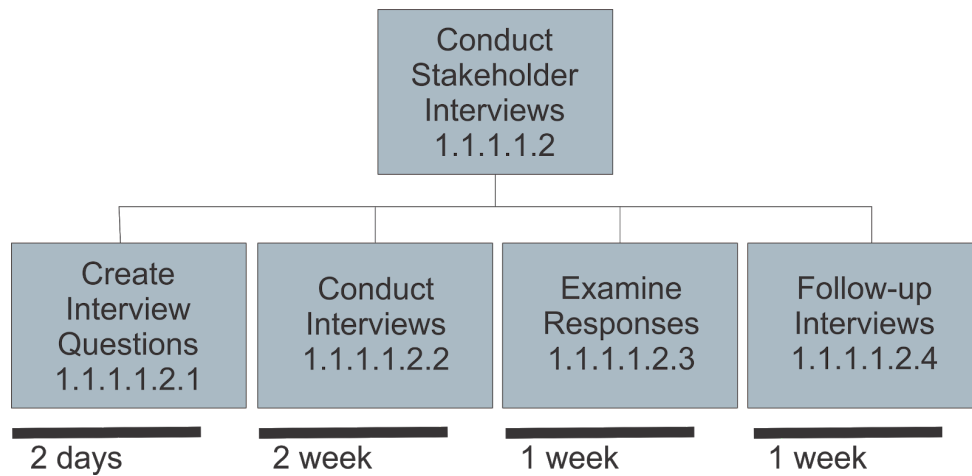 Conduct
Stakeholder
Interviews
1.1.1.1.2
Create
Interview
Questions
1.1.1.1.2.1
Conduct
Interviews
1.1.1.1.2.2
Examine
Responses
1.1.1.1.2.3
Follow-up
Interviews
1.1.1.1.2.4
2 days
2 week
1 week
1 week